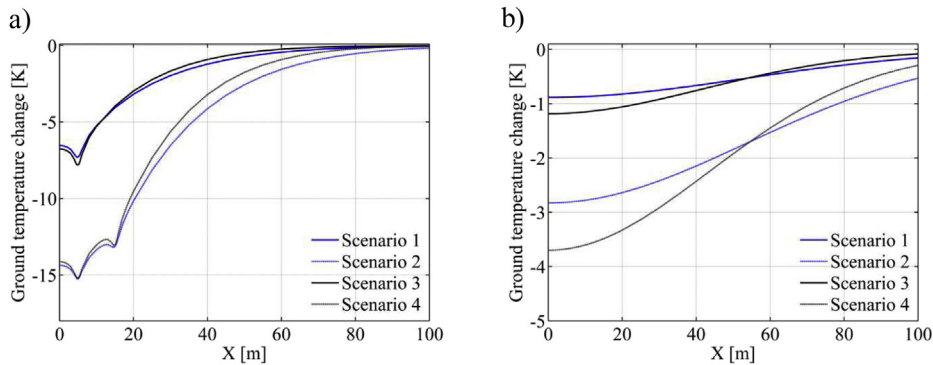 a)
Ground temperature change [K]
0
-5
-10
-15
Scenario 1
Scenario 2
Scenario 3
Scenario 4
0 20 40 60 80 100
X [m]
b)
Ground temperature change [K]
0
-1
-2
-3
-4
-5
Scenario 1
Scenario 2
Scenario 3
Scenario 4
0 20 40 60 80 100
X [m]